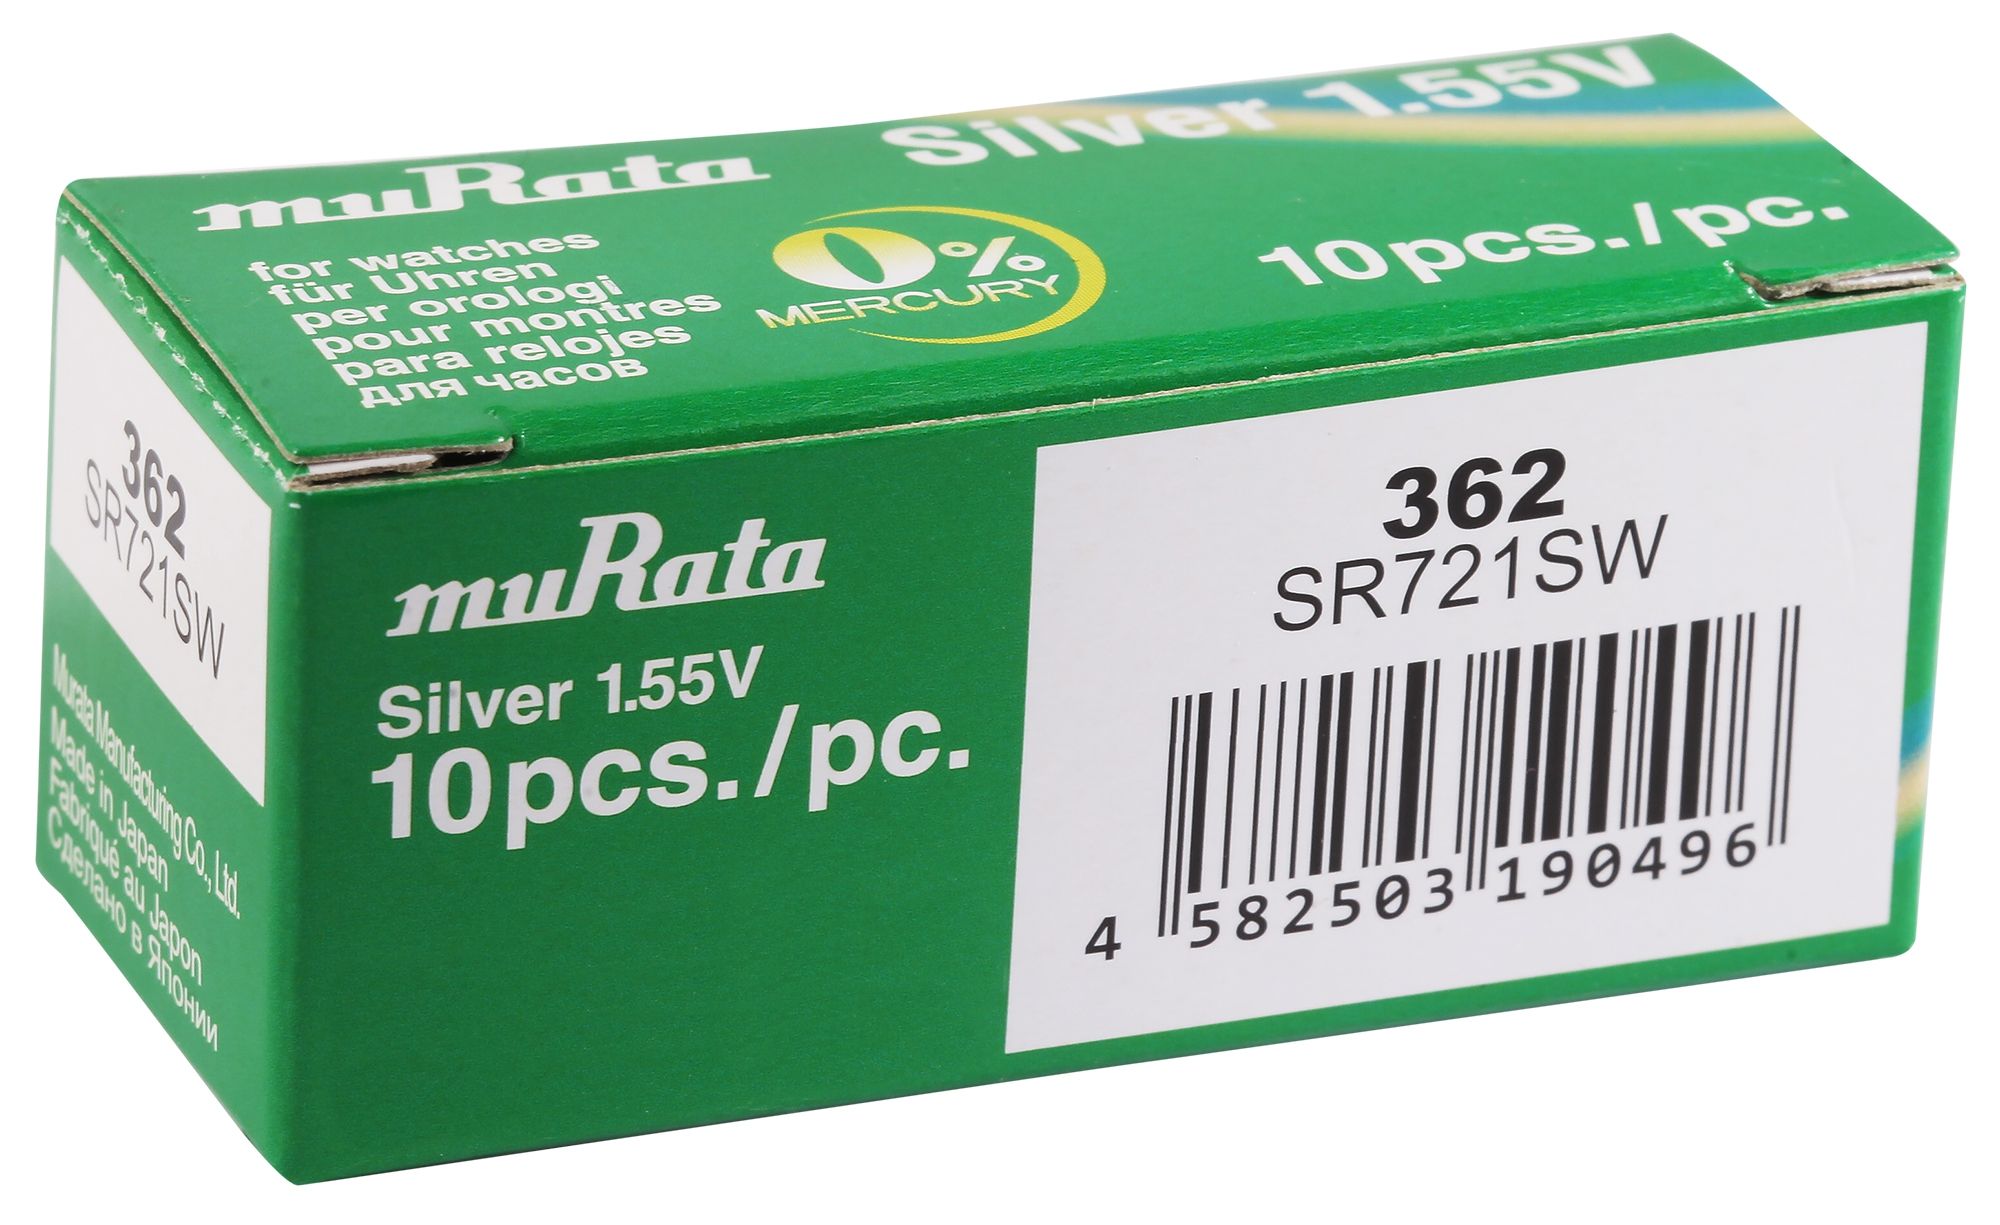 muRata
Silver 1.55V
for watches
für Uhren
per orologi
pour montres
para relojes
для часов
0%
MERCURY
10pcs./pc.
362
SR721SW
Murata Manufacturing Co., Ltd.
Made in Japan
Fabriqué au Japon
Сделано в Японии
muRata
Silver 1.55V
10pcs./pc.
362
SR721SW
4 582503 190496